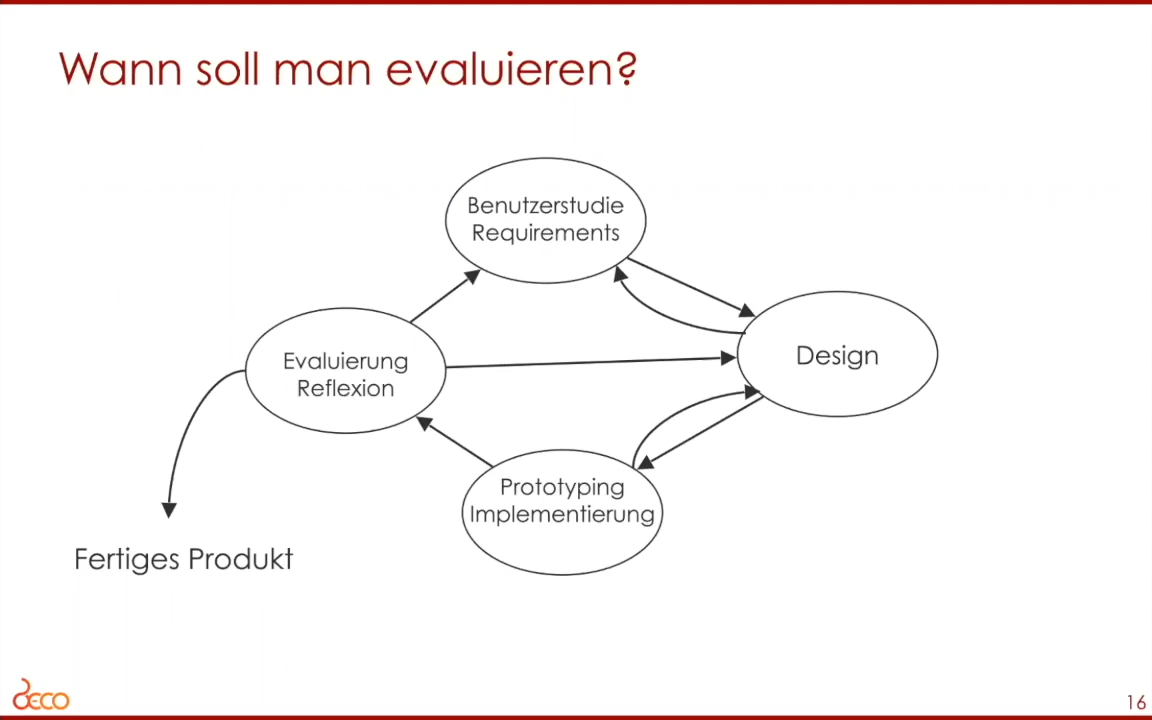 Wann soll man evaluieren?
Benutzerstudie
Requirements
Evaluierung
Reflexion
Design
Prototyping
Implementierung
Fertiges Produkt
DECO
16